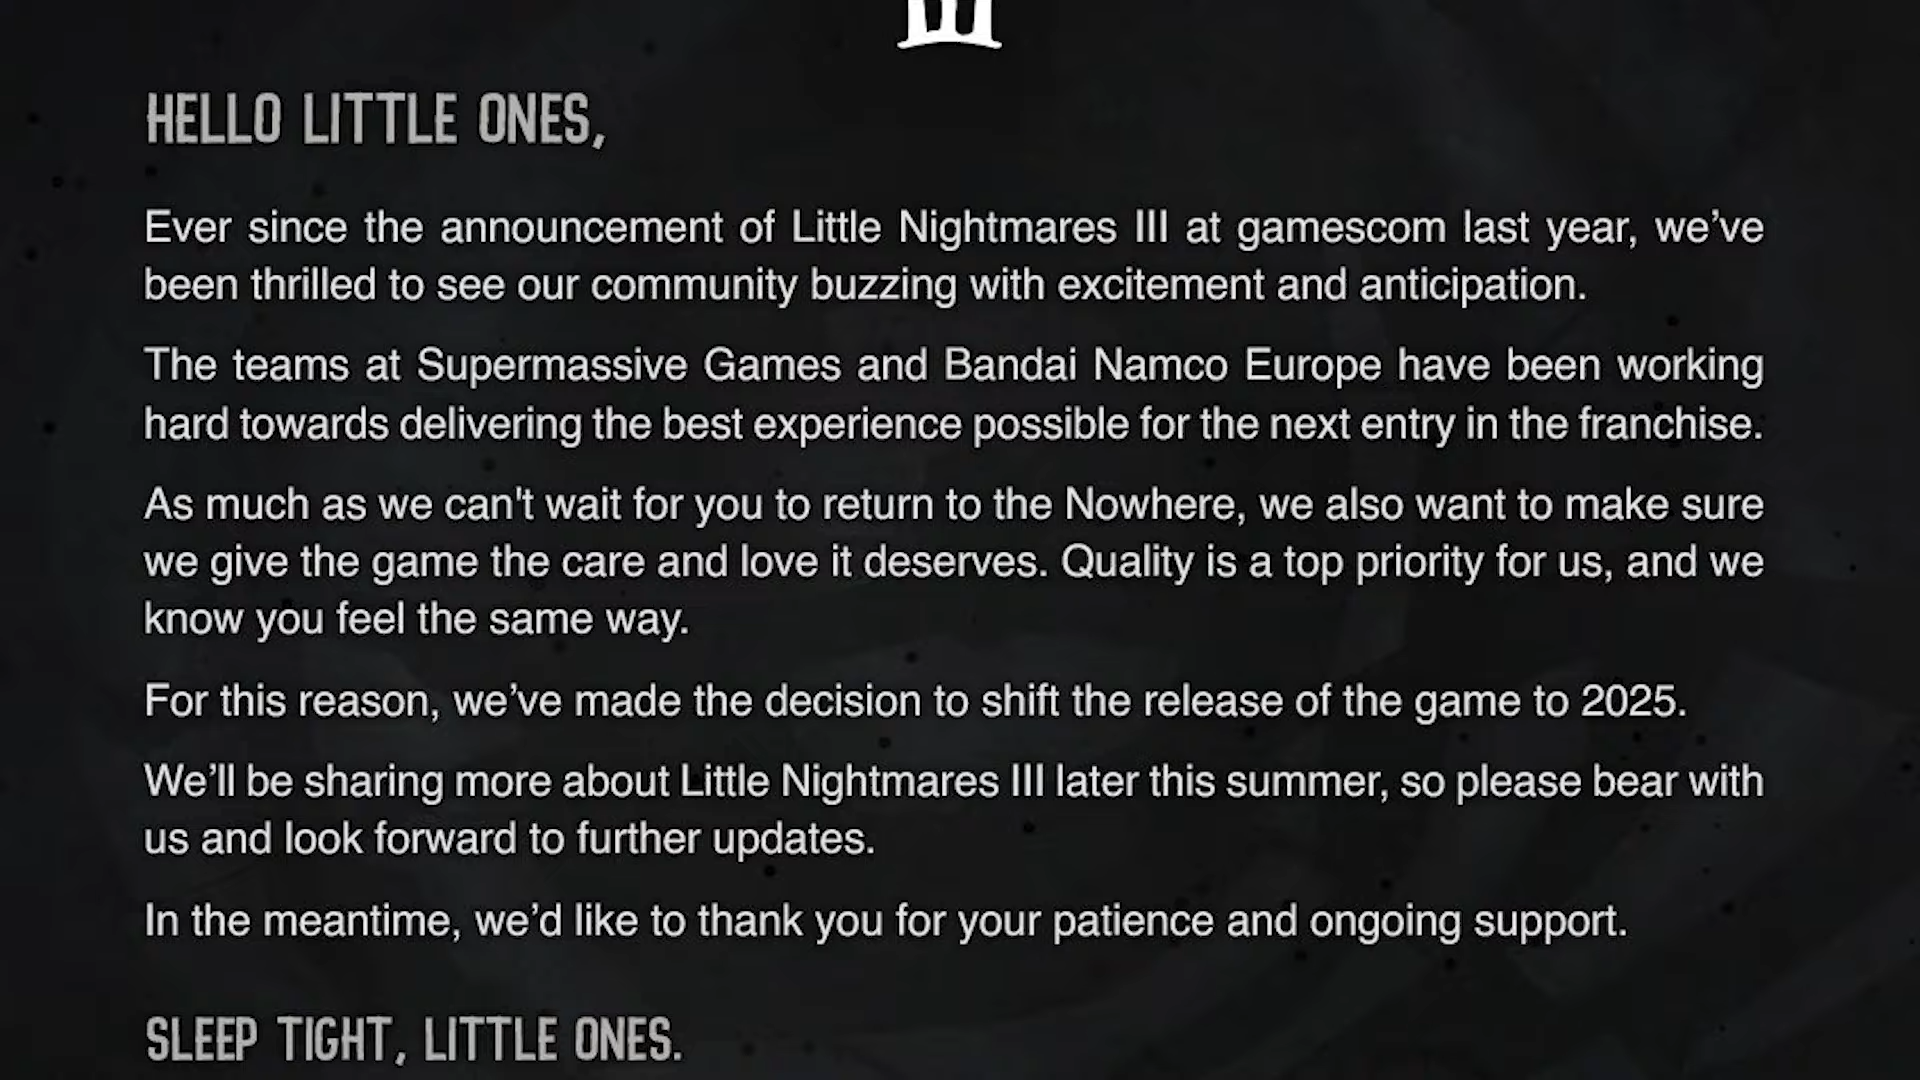 III
HELLO LITTLE ONES,
Ever since the announcement of Little Nightmares III at gamescom last year, we’ve
been thrilled to see our community buzzing with excitement and anticipation.
The teams at Supermassive Games and Bandai Namco Europe have been working
hard towards delivering the best experience possible for the next entry in the franchise.
As much as we can't wait for you to return to the Nowhere, we also want to make sure
we give the game the care and love it deserves. Quality is a top priority for us, and we
know you feel the same way.
For this reason, we’ve made the decision to shift the release of the game to 2025.
We’ll be sharing more about Little Nightmares III later this summer, so please bear with
us and look forward to further updates.
In the meantime, we’d like to thank you for your patience and ongoing support.
SLEEP TIGHT, LITTLE ONES.